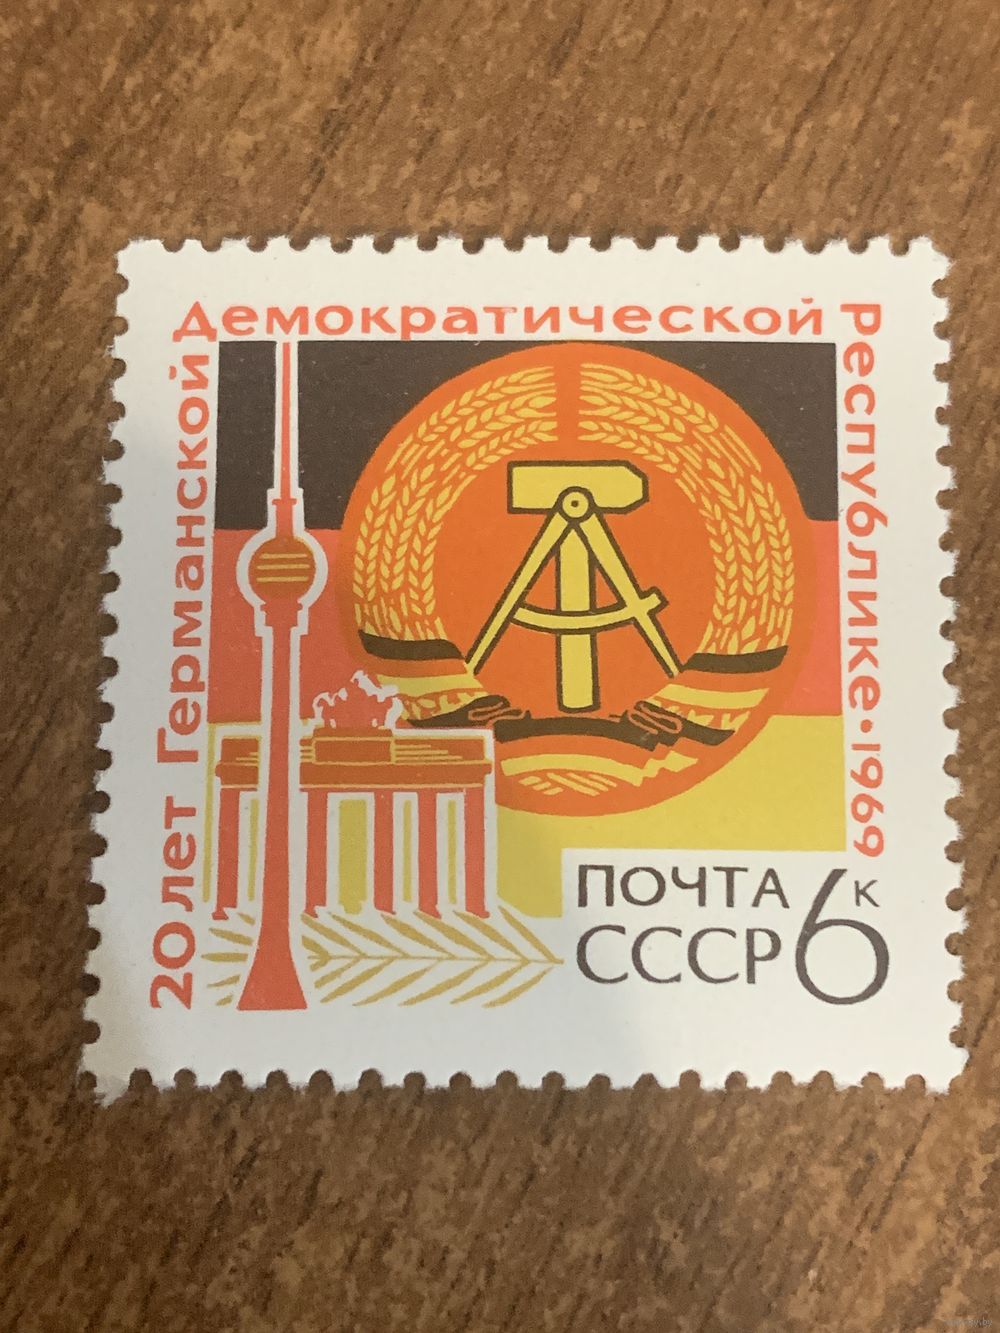 20 лет Германской
Демократической
Республике • 1969
ПОЧТА
СССР
6 К